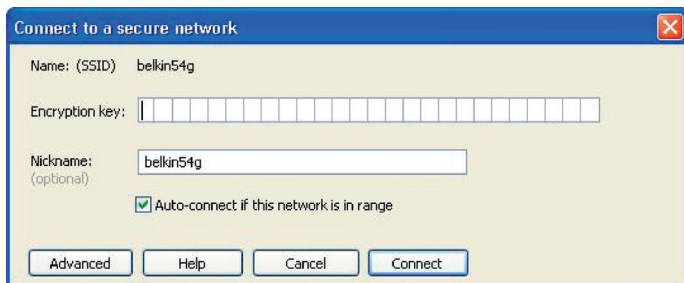 Connect to a secure network
Name: (SSID) belkin54g
Encryption key:
Nickname: belkin54g
(optional)
Auto-connect if this network is in range
Advanced Help Cancel Connect